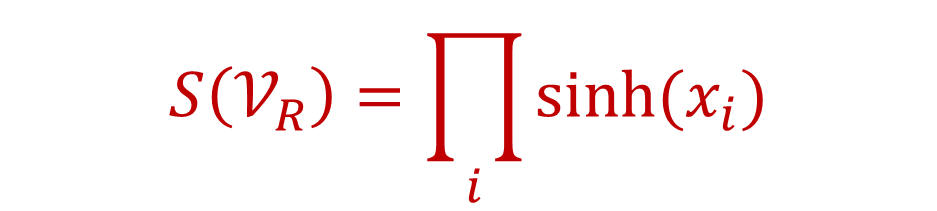 S(𝒱_R) = ∏_i sinh(x_i)